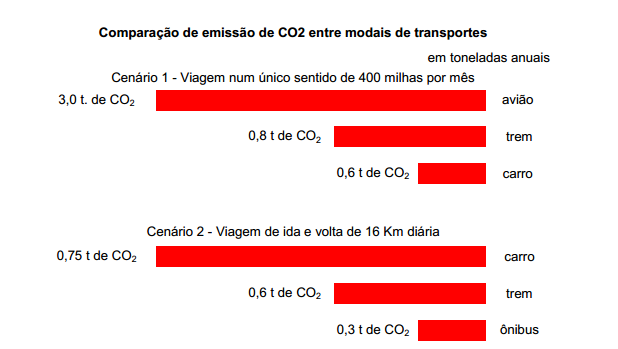 Comparação de emissão de CO2 entre modais de transportes
em toneladas anuais
Cenário 1 - Viagem num único sentido de 400 milhas por mês
3,0 t. de CO₂ avião
0,8 t de CO₂ trem
0,6 t de CO₂ carro
Cenário 2 - Viagem de ida e volta de 16 Km diária
0,75 t de CO₂ carro
0,6 t de CO₂ trem
0,3 t de CO₂ ônibus